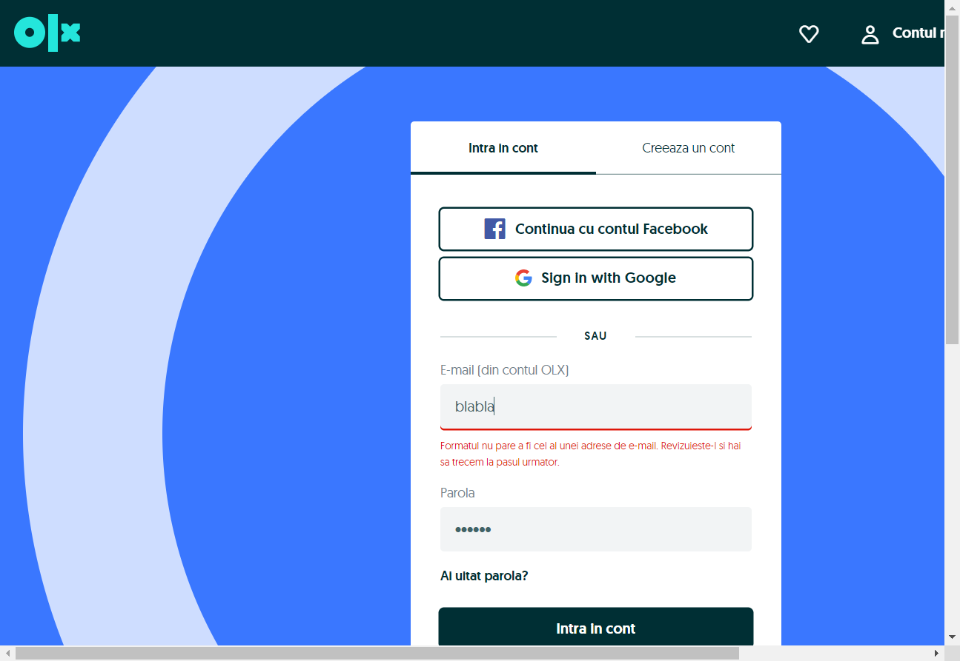 olx
Contul
Intra in cont
Creeaza un cont
Continua cu contul Facebook
Sign in with Google
SAU
E-mail (din contul OLX)
blabla
Formatul nu pare a fi cel al unei adrese de e-mail. Revizuieste-l si hai
sa trecem la pasul urmator.
Parola
••••••
Ai uitat parola?
Intra in cont